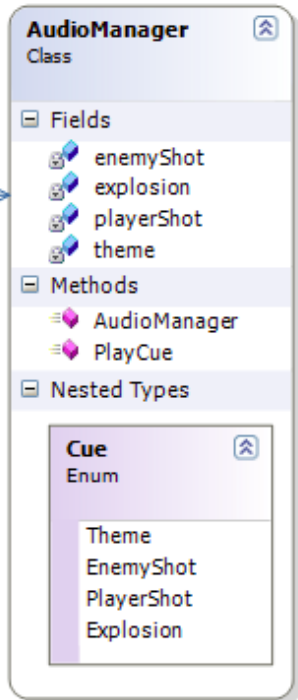 AudioManager
Class
Fields
enemyShot
explosion
playerShot
theme
Methods
AudioManager
PlayCue
Nested Types
Cue
Enum
Theme
EnemyShot
PlayerShot
Explosion